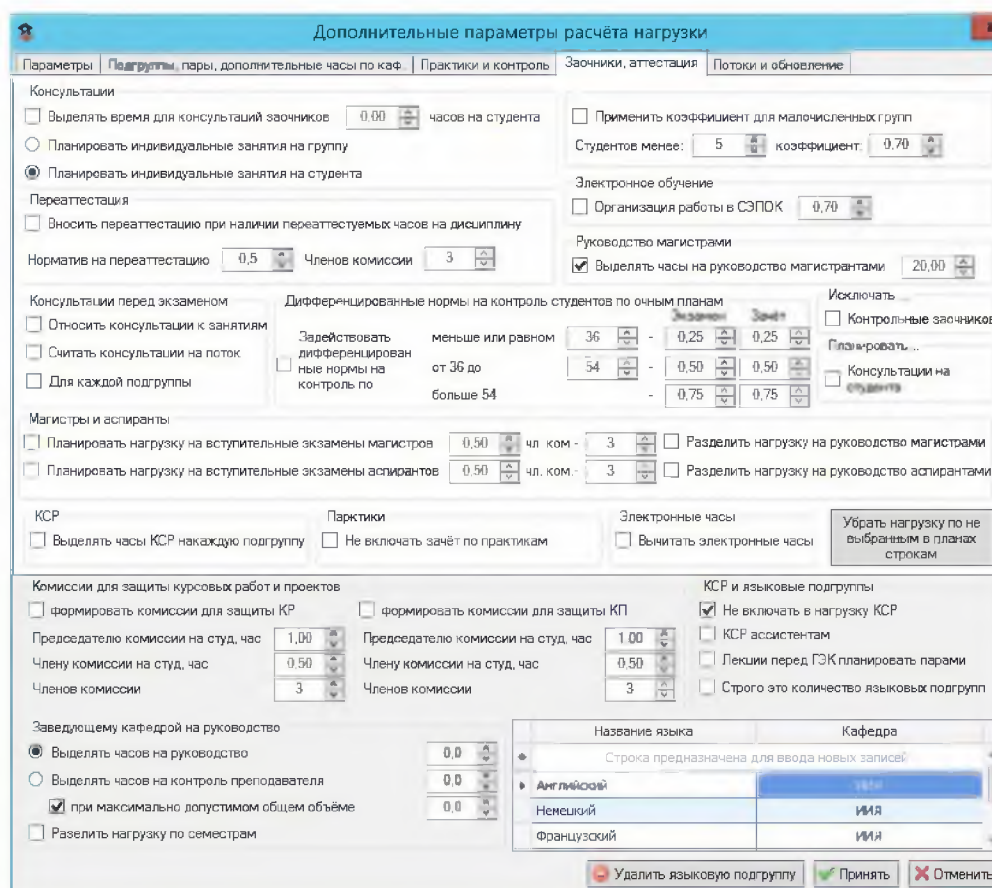 Дополнительные параметры расчёта нагрузки
Параметры Подгруппы, пары, дополнительные часы по каф. Практики и контроль Заочники, аттестация Потоки и обновление
Консультации
Выделять время для консультаций заочников 0,00 часов на студента
Планировать индивидуальные занятия на группу
Планировать индивидуальные занятия на студента
Применить коэффициент для малочисленных групп
Студентов менее: 5 коэффициент: 0,70
Переаттестация
Вносить переаттестацию при наличии переаттестуемых часов на дисциплину
Норматив на переаттестацию 0,5 Членов комиссии 3
Электронное обучение
Организация работы в СЭПОК 0,70
Руководство магистрами
Выделять часы на руководство магистрантами 20,00
Консультации перед экзаменом
Относить консультации к занятиям
Считать консультации на поток
Для каждой подгруппы
Дифференцированные нормы на контроль студентов по очным планам
Экзамен Зачёт
Задействовать
дифференцирован
ные нормы на
контроль по
меньше или равном 36 - 0,25 0,25
от 36 до 54 - 0,50 0,50
больше 54 - 0,75 0,75
Исключать ...
Контрольные заочников
Планировать ...
Консультации на
студента
Магистры и аспиранты
Планировать нагрузку на вступительные экзамены магистров 0,50 чл. ком - 3 Разделить нагрузку на руководство магистрами
Планировать нагрузку на вступительные экзамены аспирантов 0,50 чл. ком.- 3 Разделить нагрузку на руководство аспирантами
КСР
Выделять часы КСР накаждую подгруппу
Парктики
Не включать зачёт по практикам
Электронные часы
Вычитать электронные часы
Убрать нагрузку по не
выбранным в планах
строкам
Комиссии для защиты курсовых работ и проектов
формировать комиссии для защиты КР
Председателю комиссии на студ, час 1,00
Члену комиссии на студ, час 0,50
Членов комиссии 3
формировать комиссии для защиты КП
Председателю комиссии на студ, час 1.00
Члену комиссии на студ, час 0,50
Членов комиссии 3
КСР и языковые подгруппы
Не включать в нагрузку КСР
КСР ассистентам
Лекции перед ГЭК планировать парами
Строго это количество языковых подгрупп
Заведующему кафедрой на руководство
Выделять часов на руководство 0,0
Выделять часов на контроль преподавателя 0,0
при максимально допустимом общем объёме 0,0
Разелить нагрузку по семестрам
Название языка Кафедра
Строка предназначена для ввода новых записей
Английский
Немецкий ИИЯ
Французский ИИЯ
Удалить языковую подгруппу Принять Отменить